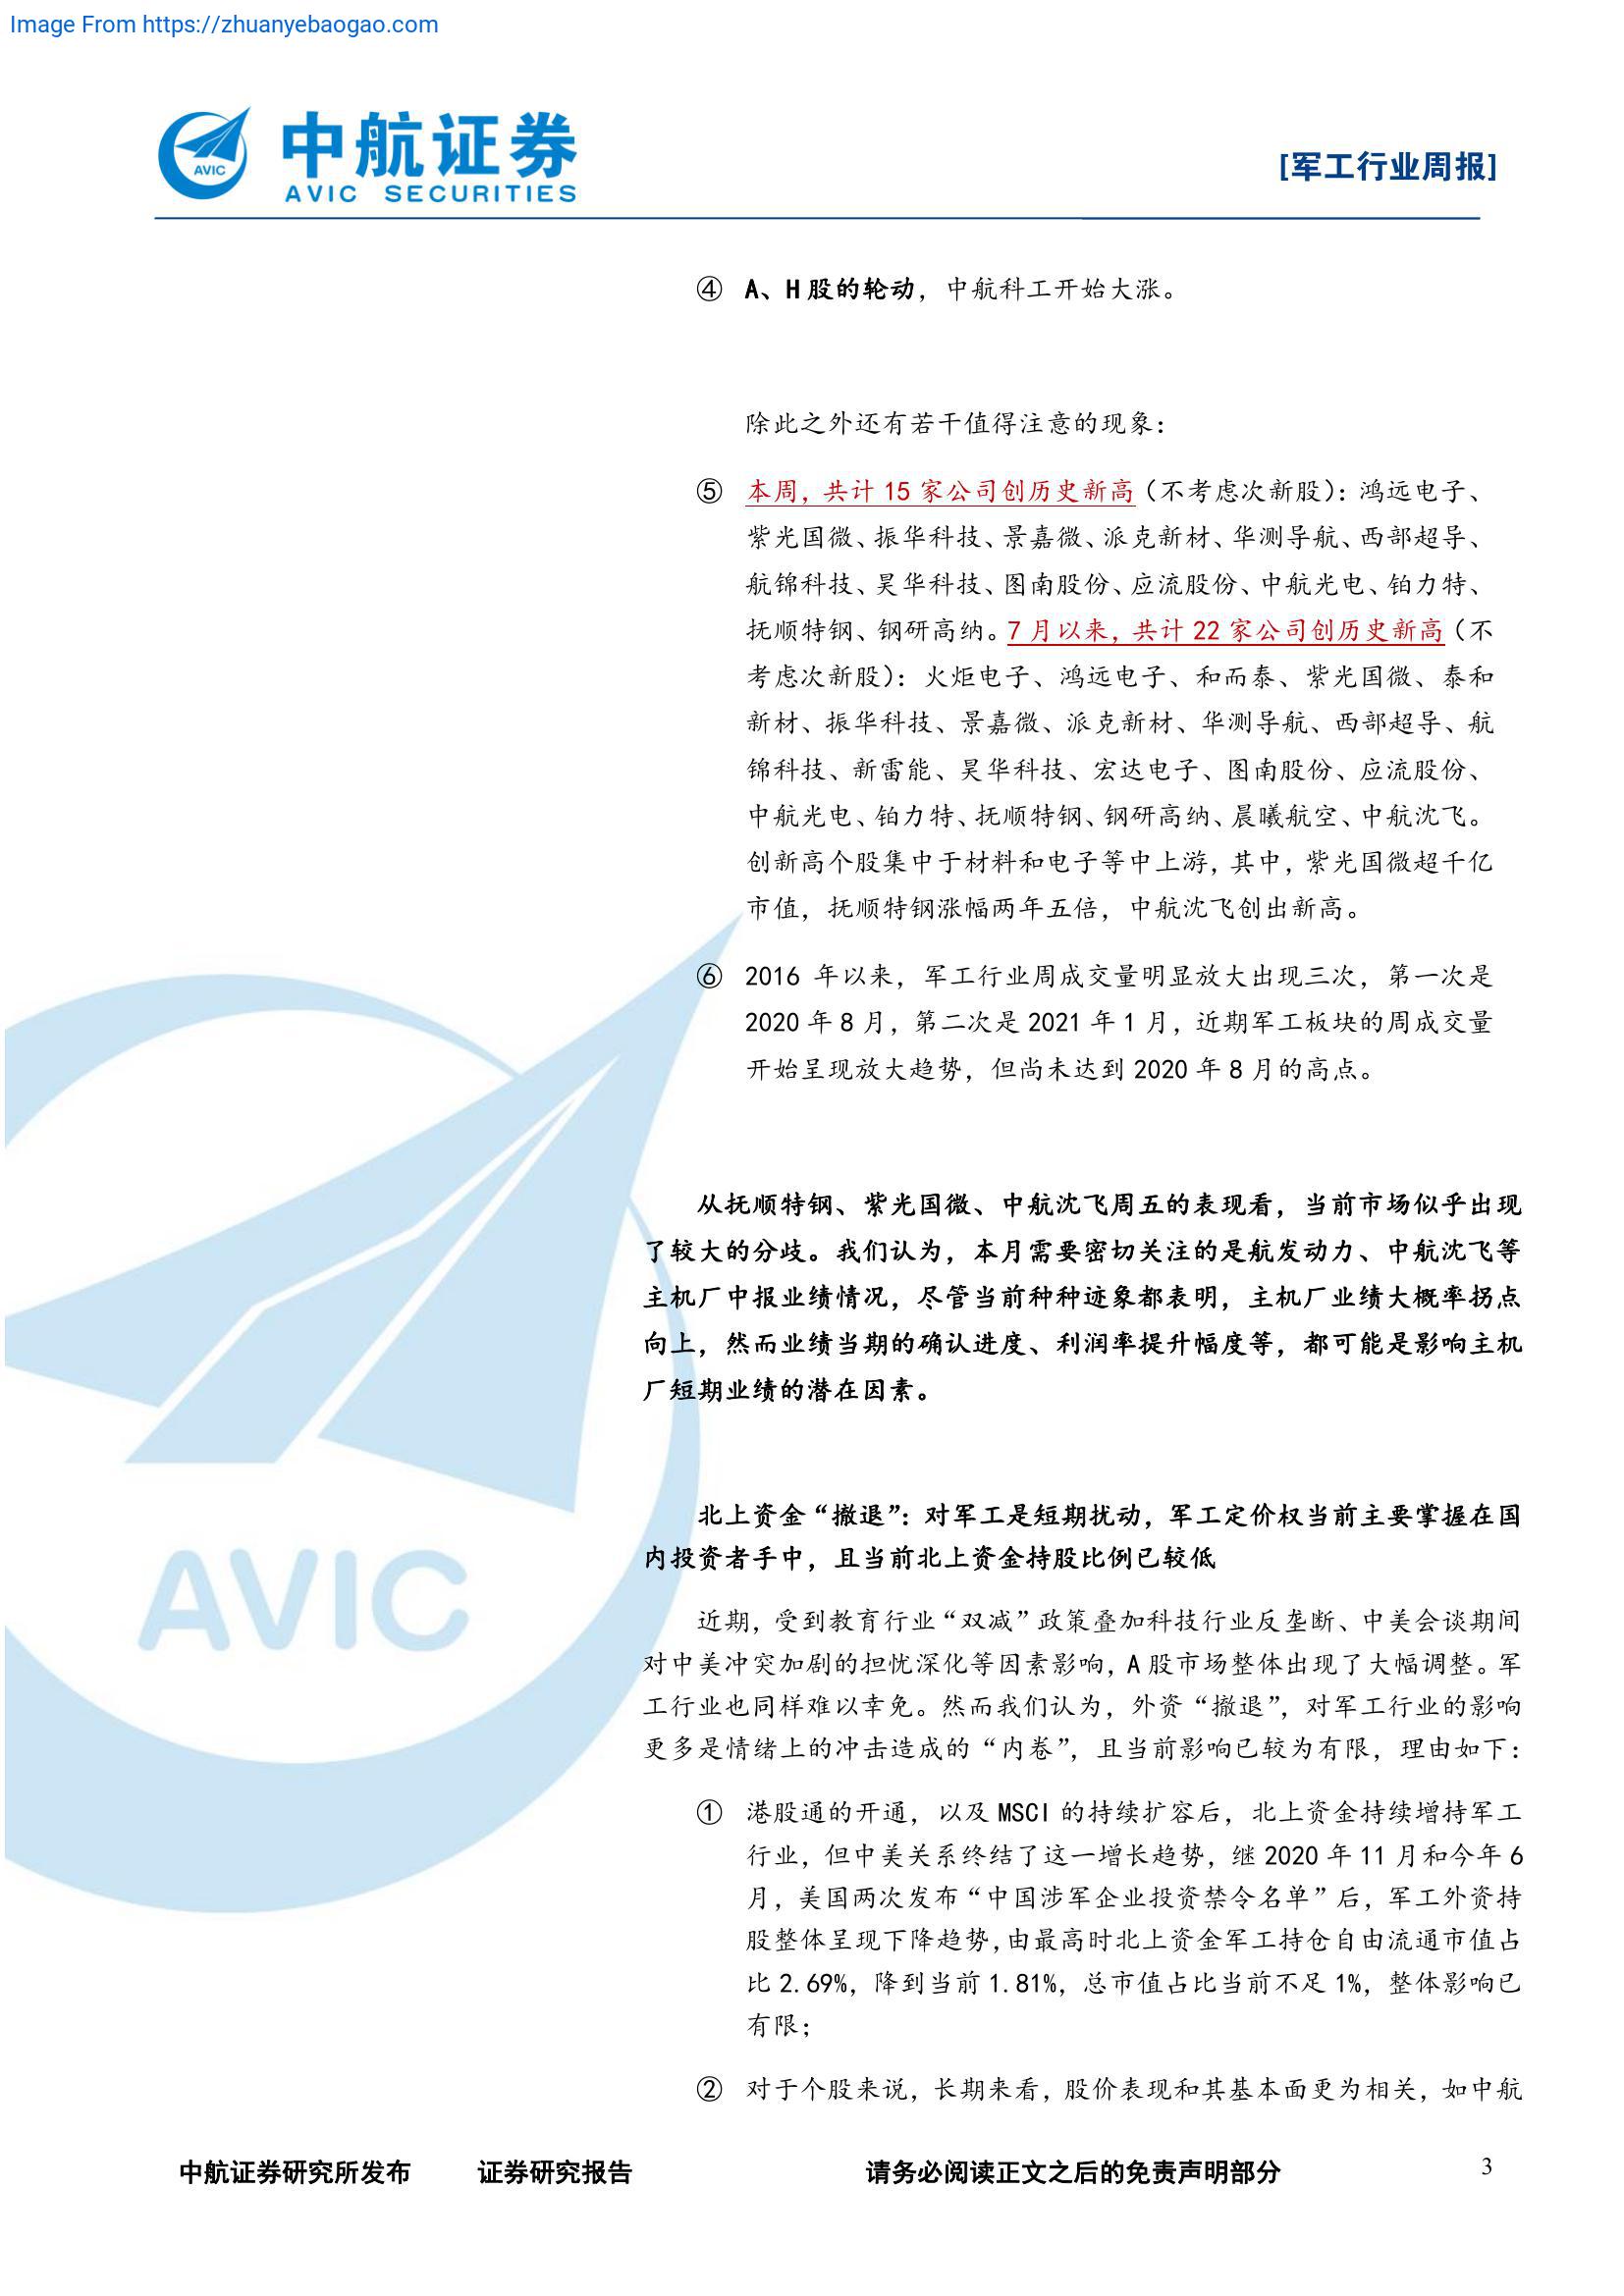 Image From https://zhuanyebaogao.com
AVIC
中航证券
AVIC SECURITIES
[军工行业周报]
④ A、H股的轮动，中航科工开始大涨。
除此之外还有若干值得注意的现象：
⑤ 本周，共计 15 家公司创历史新高（不考虑次新股）：鸿远电子、
紫光国微、振华科技、景嘉微、派克新材、华测导航、西部超导、
航锦科技、昊华科技、图南股份、应流股份、中航光电、铂力特、
抚顺特钢、钢研高纳。7 月以来，共计 22 家公司创历史新高（不
考虑次新股）：火炬电子、鸿远电子、和而泰、紫光国微、泰和
新材、振华科技、景嘉微、派克新材、华测导航、西部超导、航
锦科技、新雷能、昊华科技、宏达电子、图南股份、应流股份、
中航光电、铂力特、抚顺特钢、钢研高纳、晨曦航空、中航沈飞。
创新高个股集中于材料和电子等中上游，其中，紫光国微超千亿
市值，抚顺特钢涨幅两年五倍，中航沈飞创出新高。
⑥ 2016 年以来，军工行业周成交量明显放大出现三次，第一次是
2020 年 8 月，第二次是 2021 年 1 月，近期军工板块的周成交量
开始呈现放大趋势，但尚未达到 2020 年 8 月的高点。
从抚顺特钢、紫光国微、中航沈飞周五的表现看，当前市场似乎出现
了较大的分歧。我们认为，本月需要密切关注的是航发动力、中航沈飞等
主机厂中报业绩情况，尽管当前种种迹象都表明，主机厂业绩大概率拐点
向上，然而业绩当期的确认进度、利润率提升幅度等，都可能是影响主机
厂短期业绩的潜在因素。
北上资金“撤退”：对军工是短期扰动，军工定价权当前主要掌握在国
内投资者手中，且当前北上资金持股比例已较低
近期，受到教育行业“双减”政策叠加科技行业反垄断、中美会谈期间
对中美冲突加剧的担忧深化等因素影响，A 股市场整体出现了大幅调整。军
工行业也同样难以幸免。然而我们认为，外资“撤退”，对军工行业的影响
更多是情绪上的冲击造成的“内卷”，且当前影响已较为有限，理由如下：
① 港股通的开通，以及 MSCI 的持续扩容后，北上资金持续增持军工
行业，但中美关系终结了这一增长趋势，继 2020 年 11 月和今年 6
月，美国两次发布“中国涉军企业投资禁令名单”后，军工外资持
股整体呈现下降趋势，由最高时北上资金军工持仓自由流通市值占
比 2.69%，降到当前 1.81%，总市值占比当前不足 1%，整体影响已
有限；
② 对于个股来说，长期来看，股价表现和其基本面更为相关，如中航
AVIC
中航证券研究所发布 证券研究报告 请务必阅读正文之后的免责声明部分 3